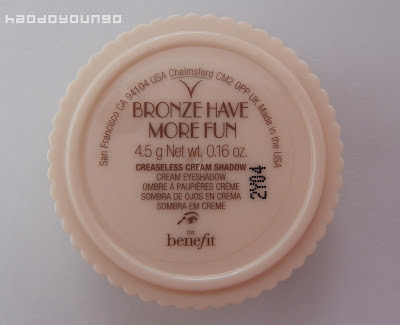 haodoyoungo
San Francisco CA 94104 USA Chelmsford CM2 0PP UK Made in the USA
BRONZE HAVE
MORE FUN
4.5 g Net wt. 0.16 oz.
CREASELESS CREAM SHADOW
CREAM EYESHADOW
OMBRE À PAUPIÈRES CRÈME
SOMBRA DE OJOS EN CREMA
SOMBRA EM CREME
2Y04
benefit